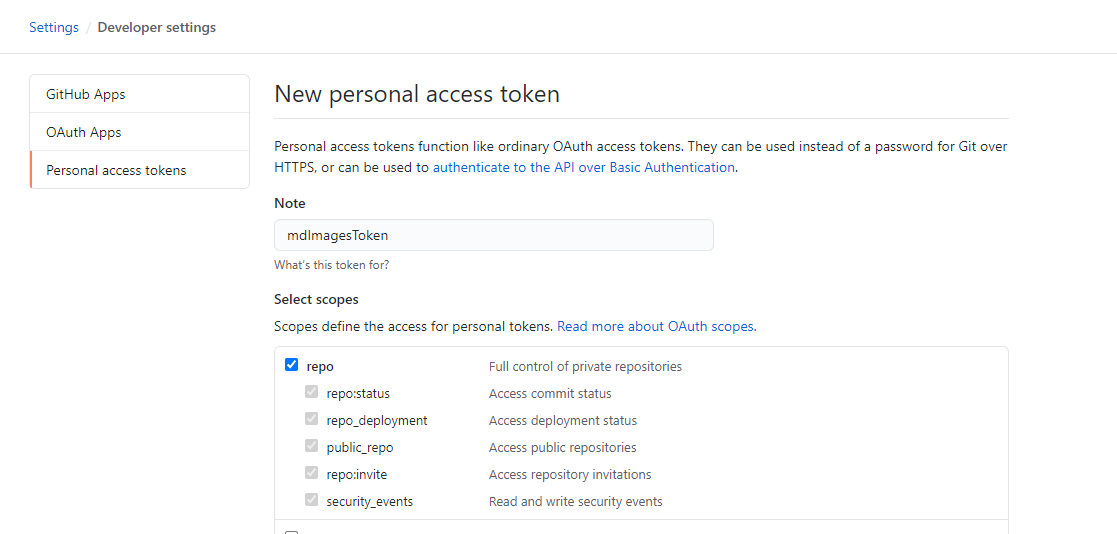 Settings / Developer settings
GitHub Apps
OAuth Apps
Personal access tokens
New personal access token
Personal access tokens function like ordinary OAuth access tokens. They can be used instead of a password for Git over
HTTPS, or can be used to authenticate to the API over Basic Authentication.
Note
mdImagesToken
What's this token for?
Select scopes
Scopes define the access for personal tokens. Read more about OAuth scopes.
repo Full control of private repositories
repo:status Access commit status
repo_deployment Access deployment status
public_repo Access public repositories
repo:invite Access repository invitations
security_events Read and write security events